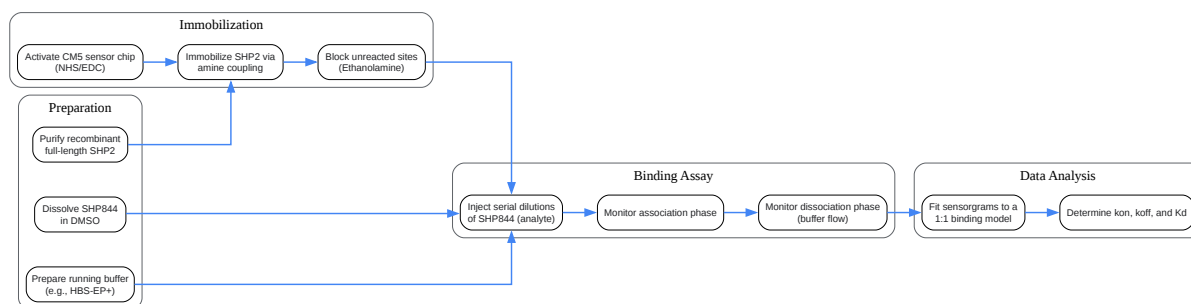 Immobilization
Activate CM5 sensor chip
(NHS/EDC)
Immobilize SHP2 via
amine coupling
Block unreacted sites
(Ethanolamine)
Preparation
Purify recombinant
full-length SHP2
Dissolve SHP844
in DMSO
Prepare running buffer
(e.g., HBS-EP+)
Binding Assay
Inject serial dilutions
of SHP844 (analyte)
Monitor association phase
Monitor dissociation phase
(buffer flow)
Data Analysis
Fit sensorgrams to a
1:1 binding model
Determine kon, koff, and Kd